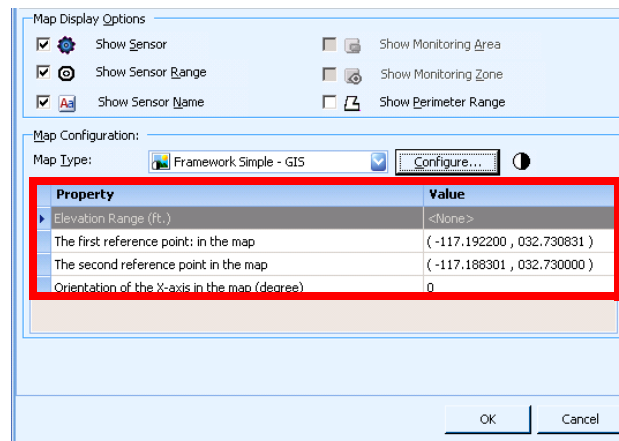 Map Display Options
Show Sensor
Show Monitoring Area
Show Sensor Range
Show Monitoring Zone
Aa Show Sensor Name
Show Perimeter Range
Map Configuration:
Map Type: Framework Simple - GIS Configure...
Property Value
Elevation Range (ft.) <None>
The first reference point: in the map ( -117.192200 , 032.730831 )
The second reference point in the map ( -117.188301 , 032.730000 )
Orientation of the X-axis in the map (degree) 0
OK Cancel